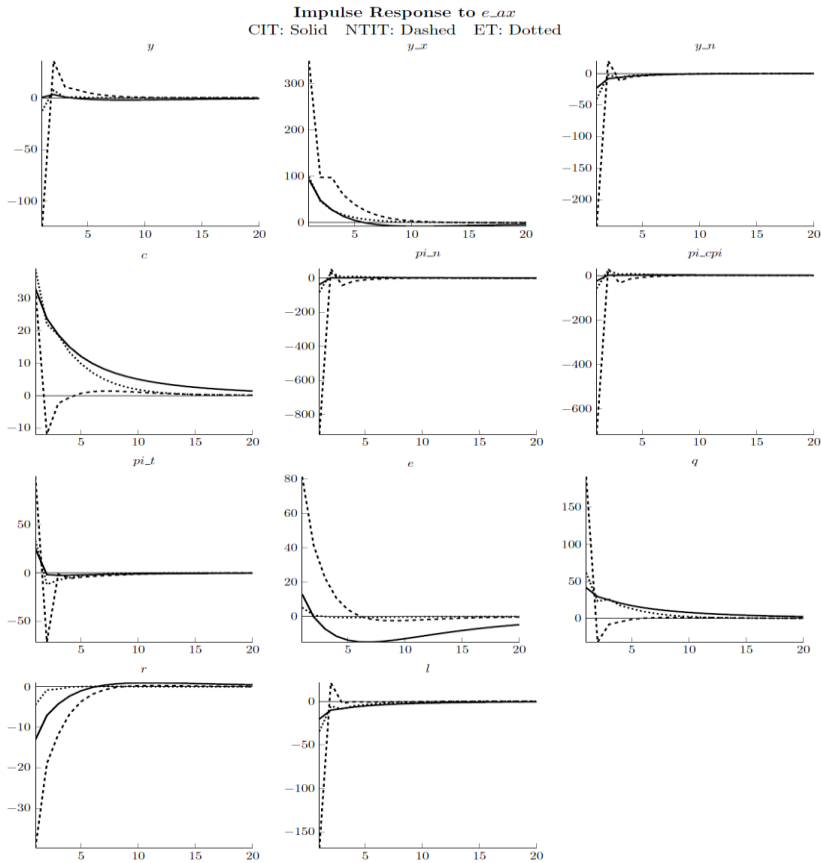 Impulse Response to e_ax
CIT: Solid NTIT: Dashed ET: Dotted
y
0
−50
−100
5 10 15 20
y_x
300
200
100
0
5 10 15 20
y_n
0
−50
−100
−150
−200
5 10 15 20
c
30
20
10
0
−10
5 10 15 20
pi_n
0
−200
−400
−600
−800
5 10 15 20
pi_cpi
0
−200
−400
−600
5 10 15 20
pi_t
50
0
−50
5 10 15 20
e
80
60
40
20
0
5 10 15 20
q
150
100
50
0
5 10 15 20
r
0
−10
−20
−30
5 10 15 20
l
0
−50
−100
−150
5 10 15 20